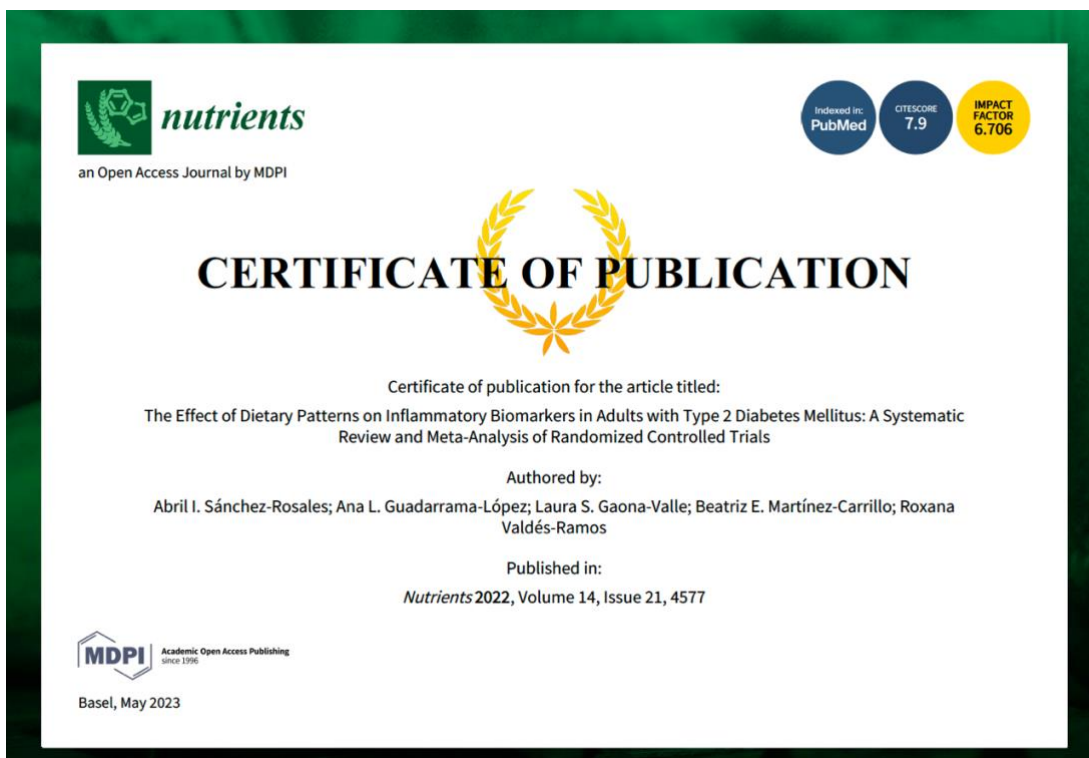 nutrients
an Open Access Journal by MDPI
Indexed in:
PubMed
CITESCORE
7.9
IMPACT
FACTOR
6.706
CERTIFICATE OF PUBLICATION
Certificate of publication for the article titled:
The Effect of Dietary Patterns on Inflammatory Biomarkers in Adults with Type 2 Diabetes Mellitus: A Systematic
Review and Meta-Analysis of Randomized Controlled Trials
Authored by:
Abril I. Sánchez-Rosales; Ana L. Guadarrama-López; Laura S. Gaona-Valle; Beatriz E. Martínez-Carrillo; Roxana
Valdés-Ramos
Published in:
Nutrients 2022, Volume 14, Issue 21, 4577
MDPI
Academic Open Access Publishing
since 1996
Basel, May 2023